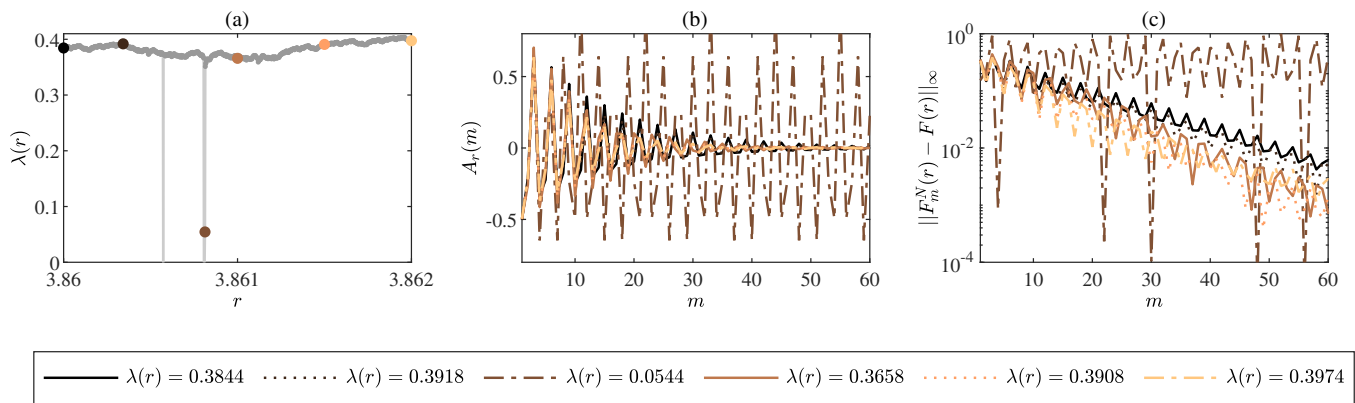 (a)
0.4
0.3
0.2
0.1
0
λ(r)
3.86
3.861
3.862
r
(b)
0.5
0
-0.5
A_r(m)
10
20
30
40
50
60
m
(c)
10^0
10^-2
10^-4
||F_m^N(r) − F(r)||_∞
10
20
30
40
50
60
m
λ(r) = 0.3844
λ(r) = 0.3918
λ(r) = 0.0544
λ(r) = 0.3658
λ(r) = 0.3908
λ(r) = 0.3974